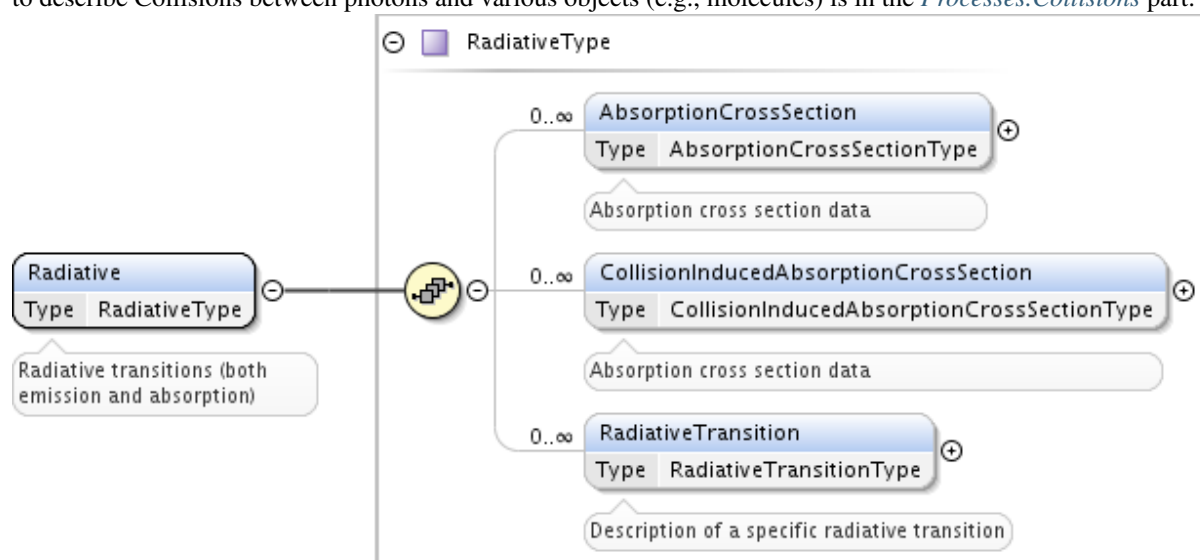 to describe Collisions between photons and various objects (e.g., molecules) is in the Processes.Collisions part.
RadiativeType
0..∞
AbsorptionCrossSection
Type AbsorptionCrossSectionType
Absorption cross section data
Radiative
Type RadiativeType
Radiative transitions (both
emission and absorption)
0..∞
CollisionInducedAbsorptionCrossSection
Type CollisionInducedAbsorptionCrossSectionType
Absorption cross section data
0..∞
RadiativeTransition
Type RadiativeTransitionType
Description of a specific radiative transition